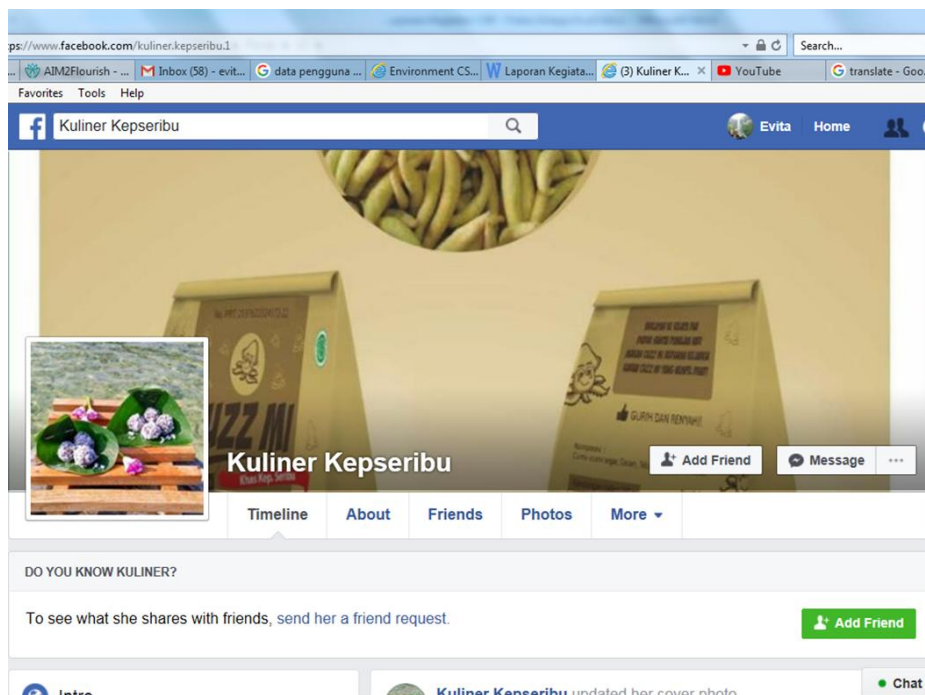 ps://www.facebook.com/kuliner.kepseribu.1
Search...
... AIM2Flourish - ... Inbox (58) - evit... data pengguna ... Environment CS... Laporan Kegiata... (3) Kuliner K... YouTube translate - Goo.
Favorites Tools Help
Kuliner Kepseribu
Evita Home
GURIH DAN RENYAH!!
Khas Kep. Seribu
Kuliner Kepseribu
Add Friend Message ...
Timeline About Friends Photos More
DO YOU KNOW KULINER?
To see what she shares with friends, send her a friend request.
Add Friend
Intro
Kuliner Kepseribu updated her cover photo
Chat